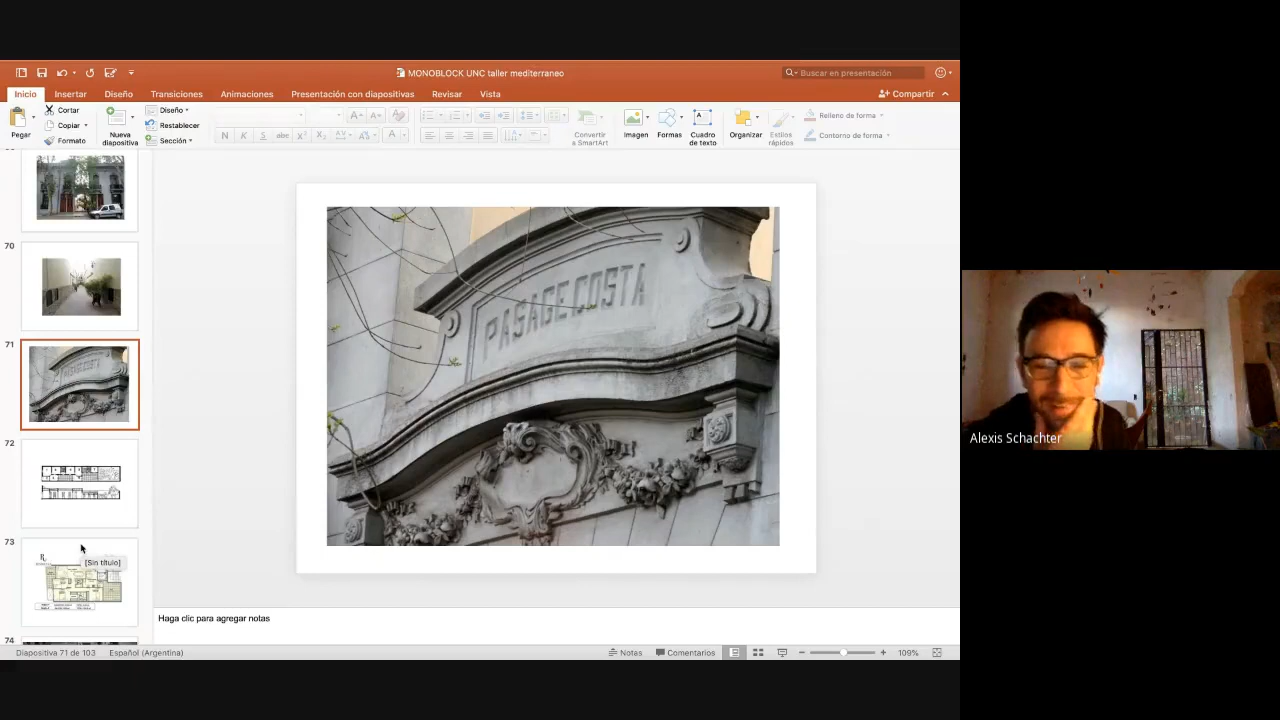 MONOBLOCK UNC taller mediterraneo
Buscar en presentación
Inicio Insertar Diseño Transiciones Animaciones Presentación con diapositivas Revisar Vista
Compartir
Pegar
Cortar
Copiar
Formato
Nueva diapositiva
Diseño
Restablecer
Sección
N K S abc X² X₂
Convertir a SmartArt
Imagen
Formas
Cuadro de texto
Organizar
Estilos rápidos
Relleno de forma
Contorno de forma
70
71
72
73
[Sin título]
74
PASAGE COSTA
Alexis Schachter
Haga clic para agregar notas
Diapositiva 71 de 103 Español (Argentina)
Notas Comentarios 109%